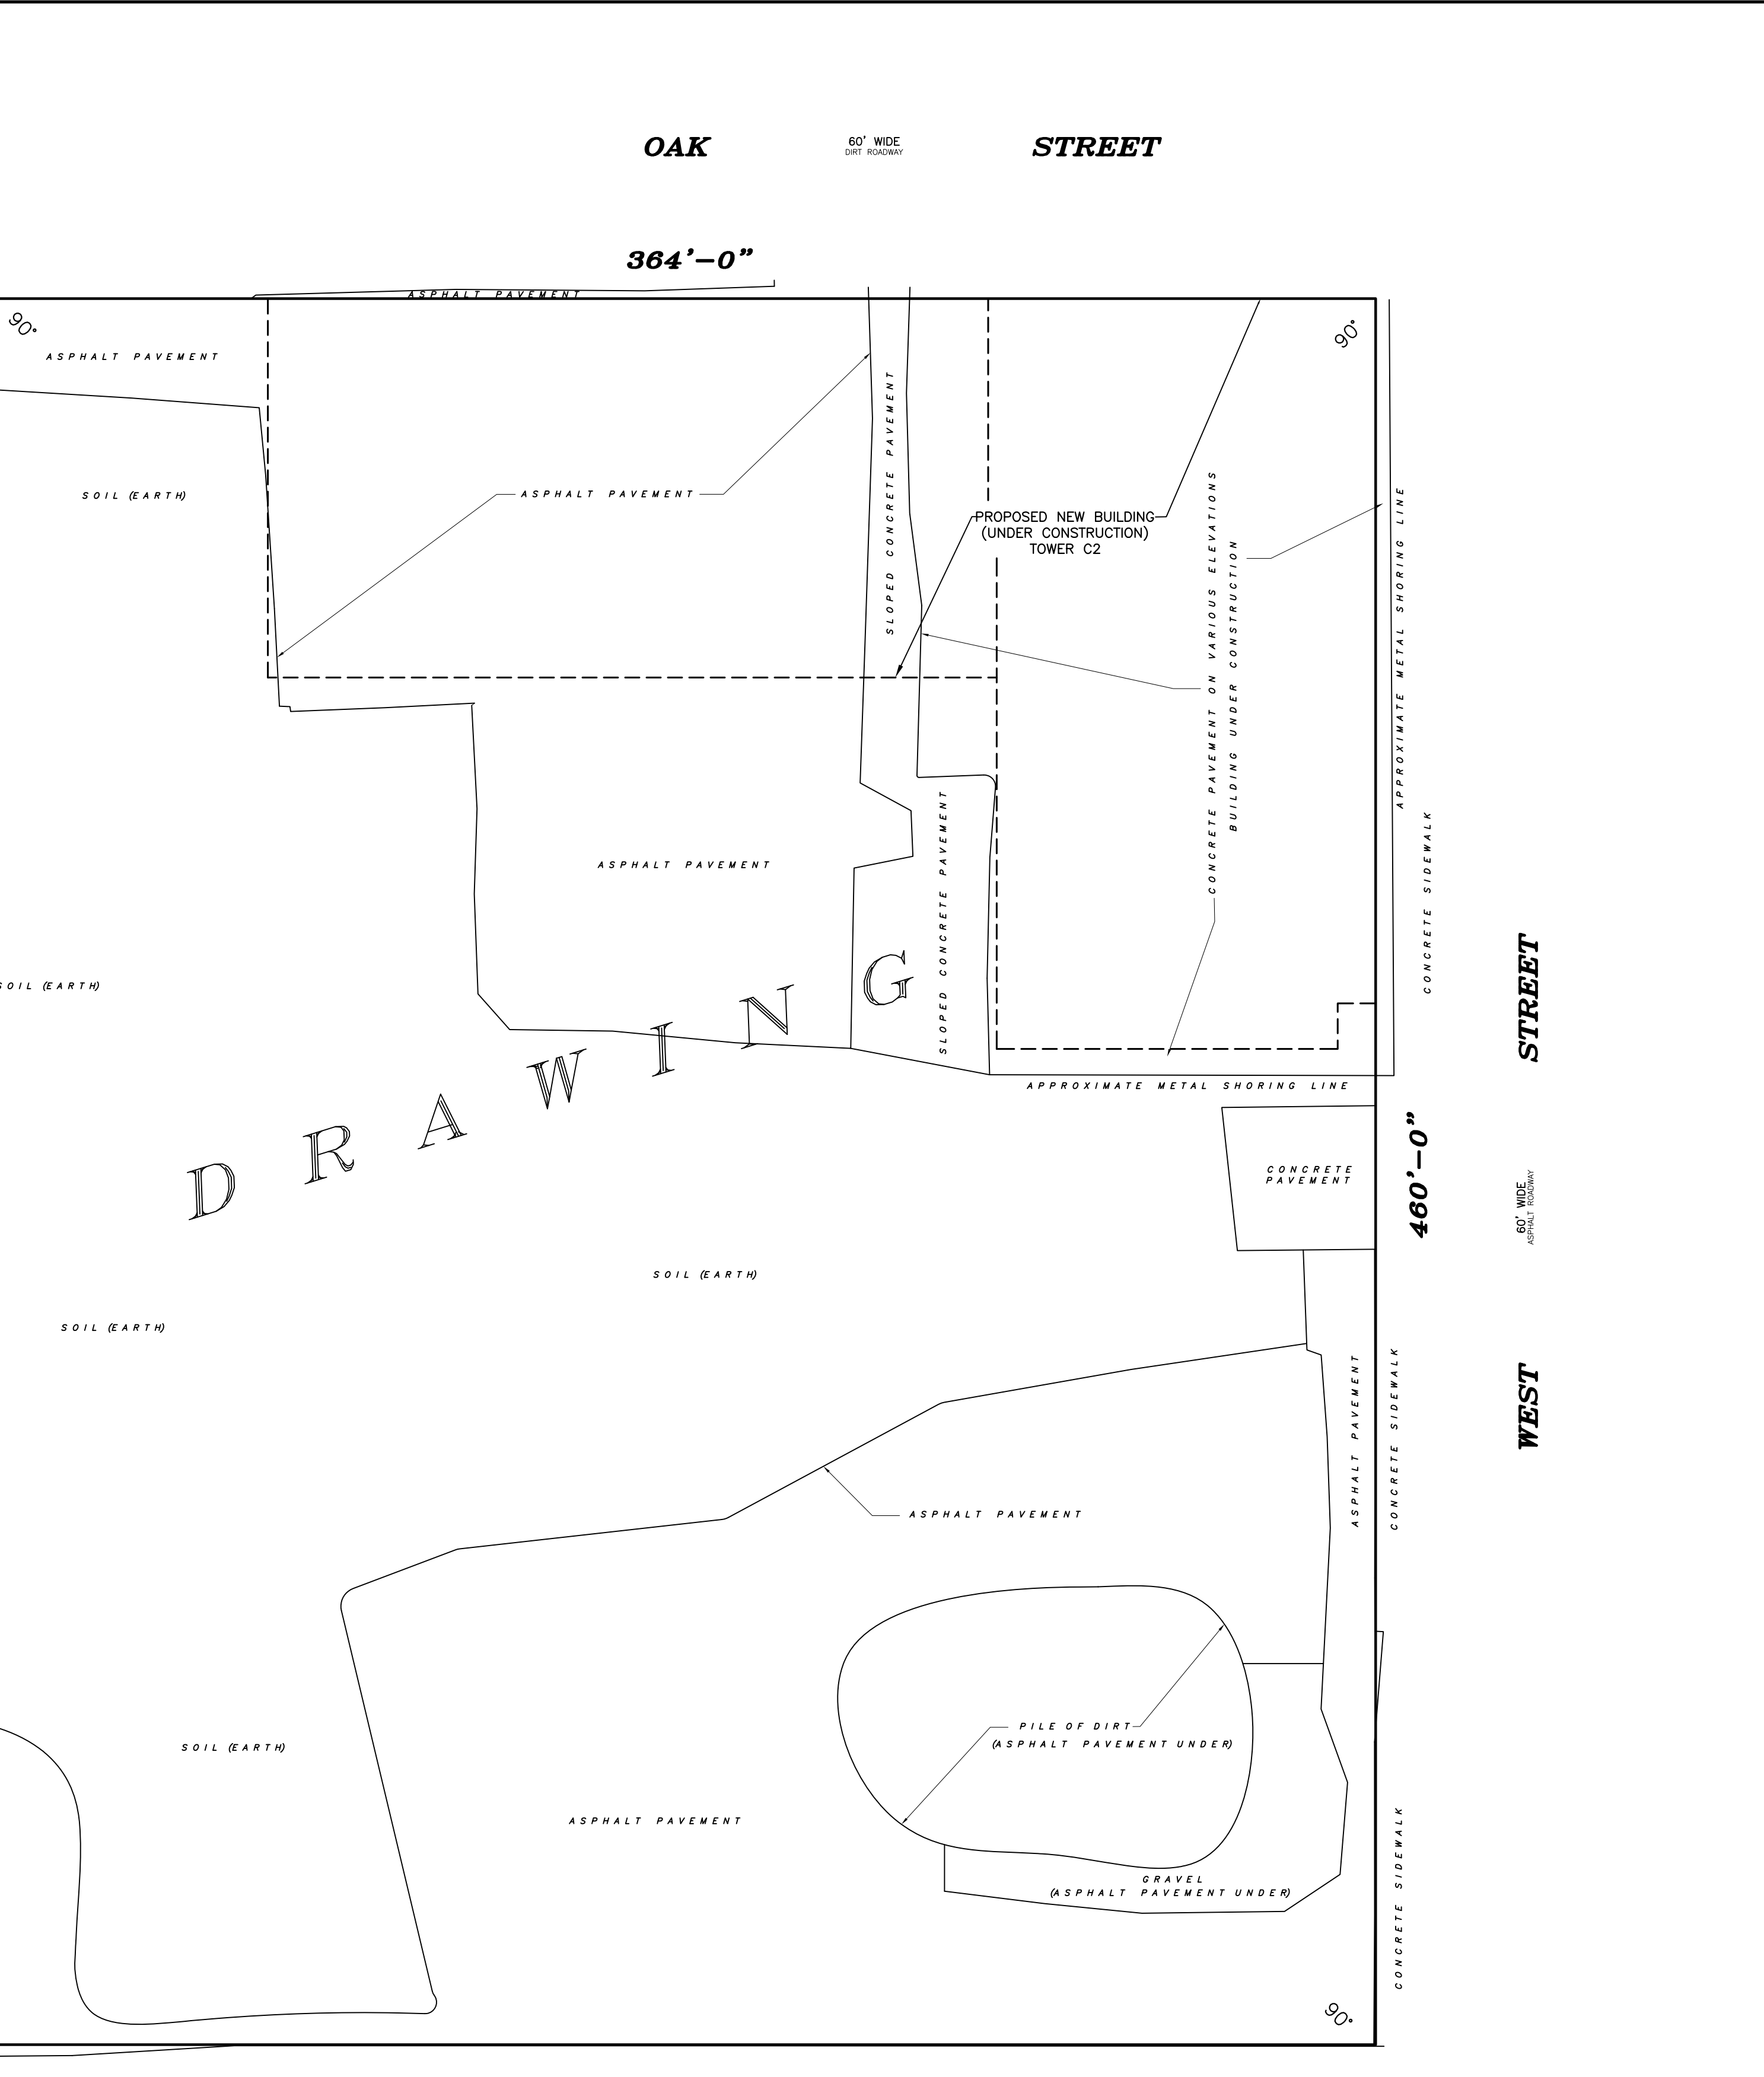 OAK 60' WIDE STREET
DIRT ROADWAY
364'-0"
ASPHALT PAVEMENT
90°
90°
ASPHALT PAVEMENT
SOIL (EARTH)
ASPHALT PAVEMENT
SLOPED CONCRETE PAVEMENT
PROPOSED NEW BUILDING
(UNDER CONSTRUCTION)
TOWER C2
CONCRETE PAVEMENT ON VARIOUS ELEVATIONS
BUILDING UNDER CONSTRUCTION
APPROXIMATE METAL SHORING LINE
CONCRETE SIDEWALK
ASPHALT PAVEMENT
SLOPED CONCRETE PAVEMENT
SOIL (EARTH)
DRAWING
APPROXIMATE METAL SHORING LINE
CONCRETE
PAVEMENT
460'-0"
WEST 60' WIDE STREET
ASPHALT ROADWAY
SOIL (EARTH)
SOIL (EARTH)
ASPHALT PAVEMENT
CONCRETE SIDEWALK
ASPHALT PAVEMENT
PILE OF DIRT
(ASPHALT PAVEMENT UNDER)
SOIL (EARTH)
ASPHALT PAVEMENT
GRAVEL
(ASPHALT PAVEMENT UNDER)
CONCRETE SIDEWALK
90°